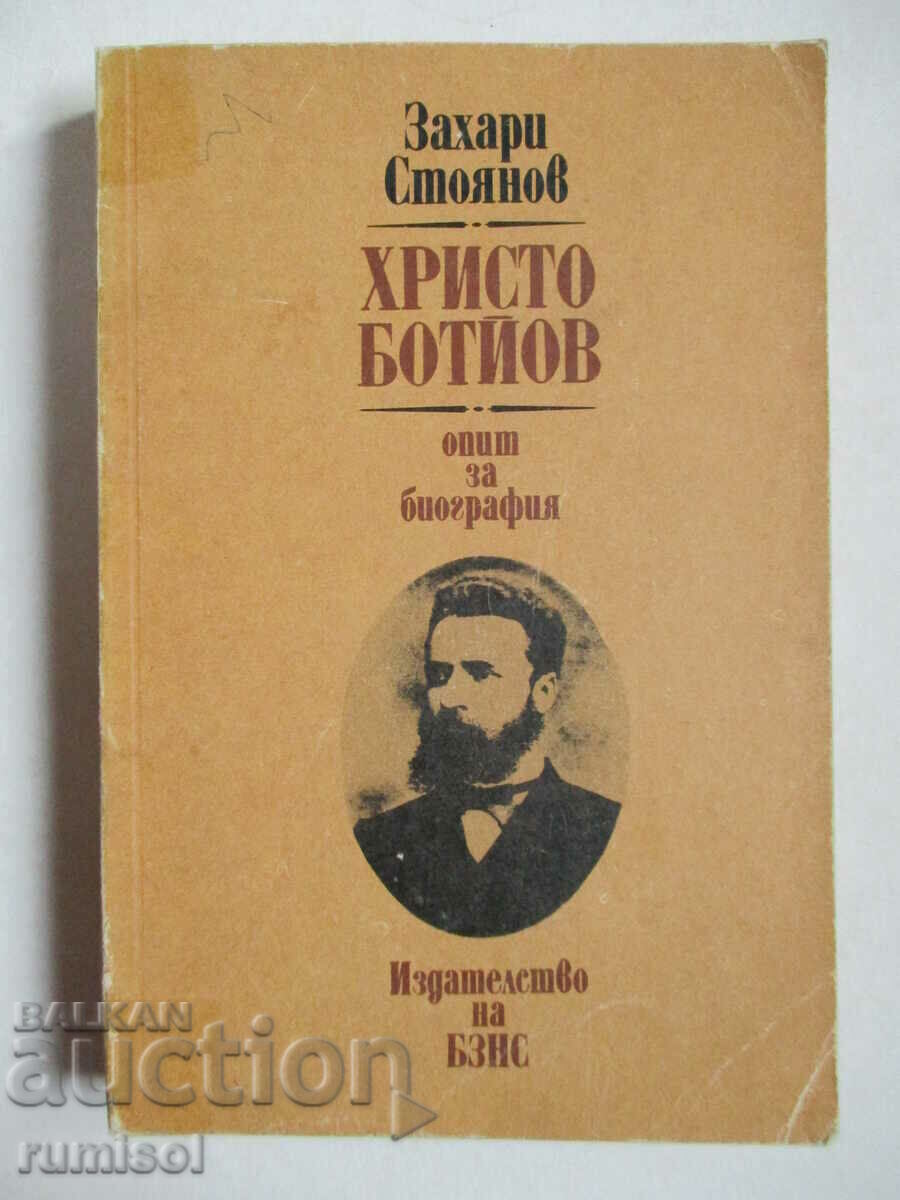 Захари
Стоянов
ХРИСТО
БОТЙОВ
опит
за
биография
Издателство
на
БЗНС
BALKAN
auction
rumisol